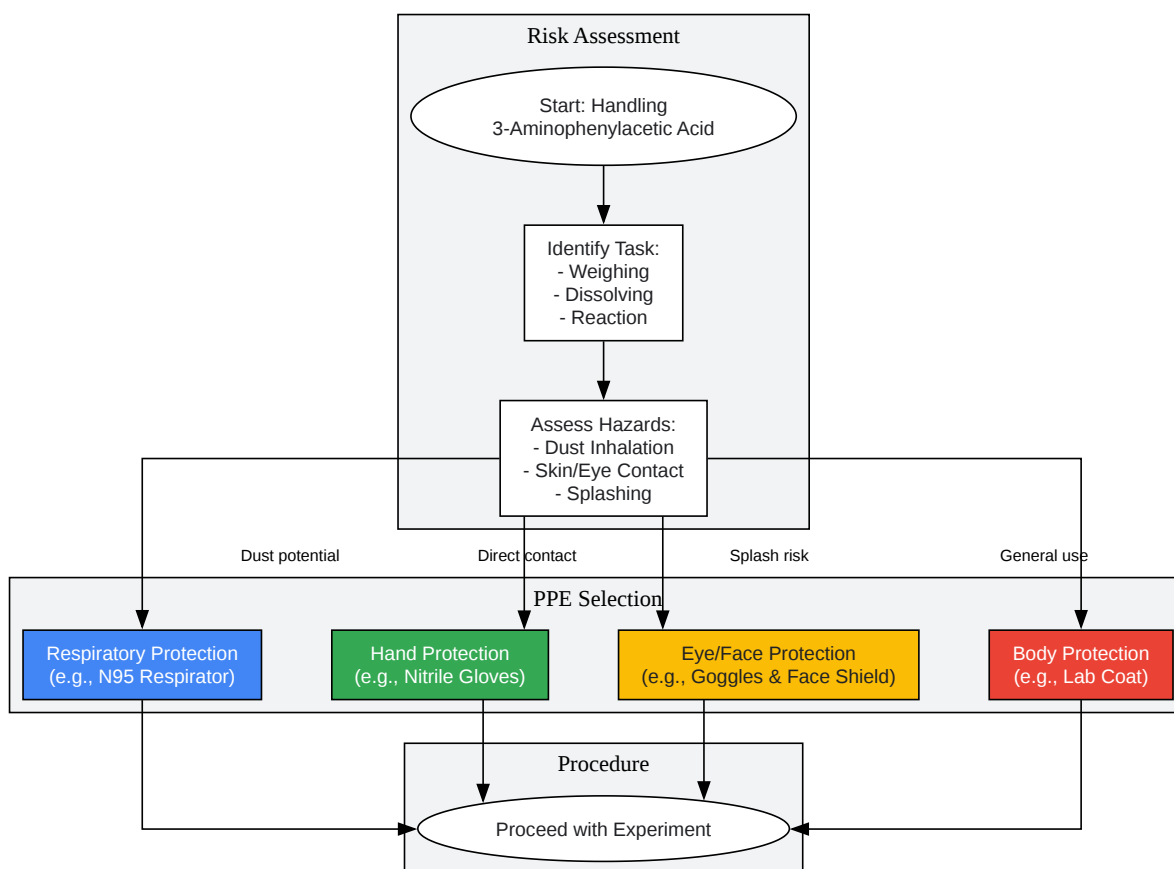 Risk Assessment
Start: Handling
3-Aminophenylacetic Acid
Identify Task:
- Weighing
- Dissolving
- Reaction
Assess Hazards:
- Dust Inhalation
- Skin/Eye Contact
- Splashing
Dust potential
Direct contact
Splash risk
General use
PPE Selection
Respiratory Protection
(e.g., N95 Respirator)
Hand Protection
(e.g., Nitrile Gloves)
Eye/Face Protection
(e.g., Goggles & Face Shield)
Body Protection
(e.g., Lab Coat)
Procedure
Proceed with Experiment